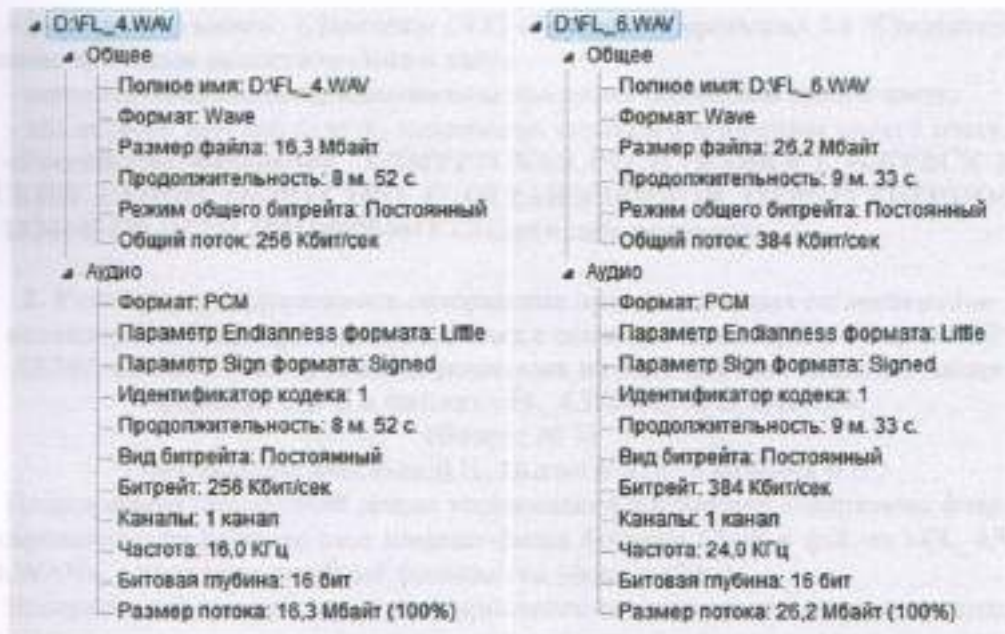 D:\FL_4.WAV
Общее
Полное имя: D:\FL_4.WAV
Формат: Wave
Размер файла: 16,3 Мбайт
Продолжительность: 8 м. 52 с.
Режим общего битрейта: Постоянный
Общий поток: 256 Кбит/сек
Аудио
Формат: PCM
Параметр Endianness формата: Little
Параметр Sign формата: Signed
Идентификатор кодека: 1
Продолжительность: 8 м. 52 с.
Вид битрейта: Постоянный
Битрейт: 256 Кбит/сек
Каналы: 1 канал
Частота: 16,0 КГц
Битовая глубина: 16 бит
Размер потока: 16,3 Мбайт (100%)
D:\FL_6.WAV
Общее
Полное имя: D:\FL_6.WAV
Формат: Wave
Размер файла: 26,2 Мбайт
Продолжительность: 9 м. 33 с.
Режим общего битрейта: Постоянный
Общий поток: 384 Кбит/сек
Аудио
Формат: PCM
Параметр Endianness формата: Little
Параметр Sign формата: Signed
Идентификатор кодека: 1
Продолжительность: 9 м. 33 с.
Вид битрейта: Постоянный
Битрейт: 384 Кбит/сек
Каналы: 1 канал
Частота: 24,0 КГц
Битовая глубина: 16 бит
Размер потока: 26,2 Мбайт (100%)